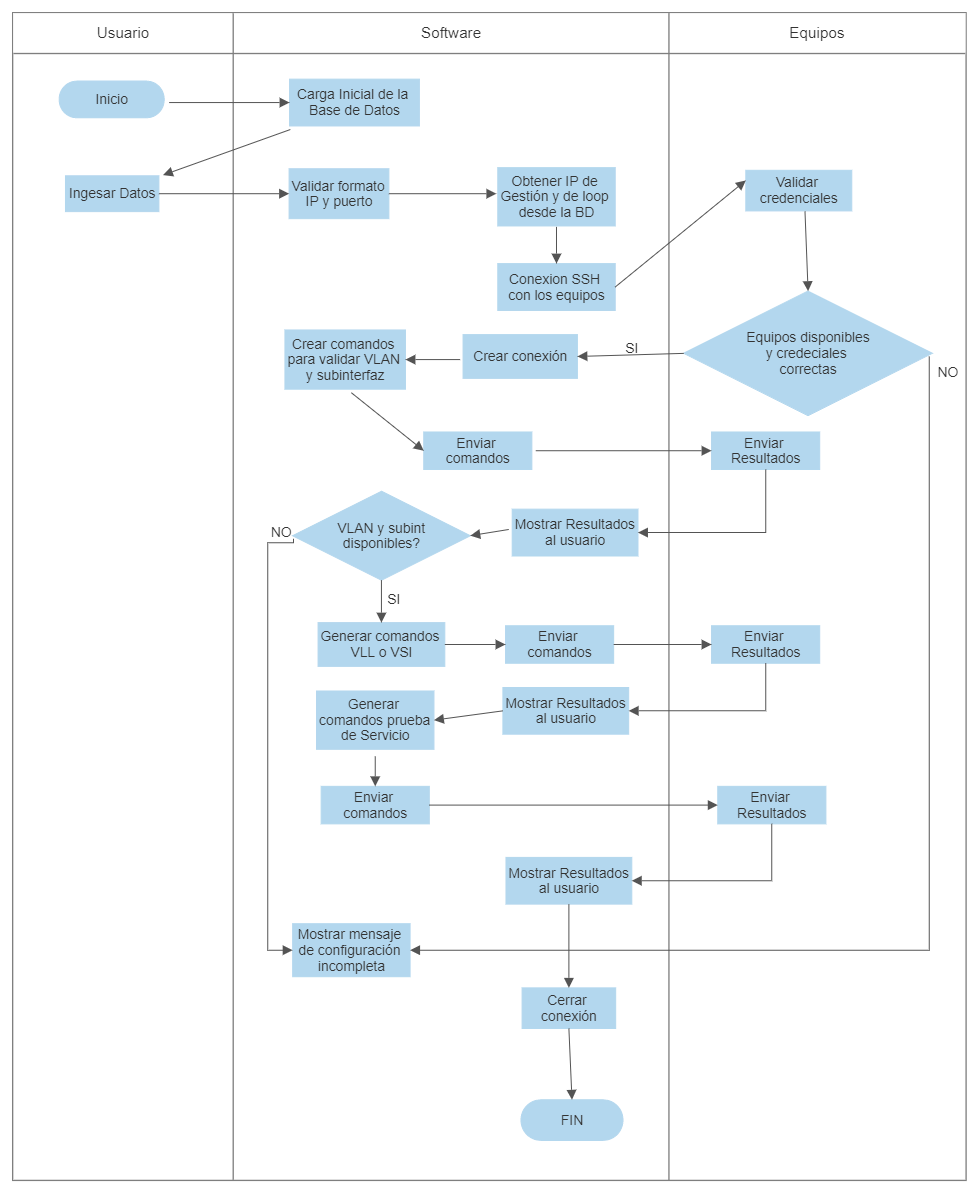 Usuario
Software
Equipos
Inicio
Carga Inicial de la
Base de Datos
Ingesar Datos
Validar formato
IP y puerto
Obtener IP de
Gestión y de loop
desde la BD
Validar
credenciales
Conexion SSH
con los equipos
Equipos disponibles
y credeciales
correctas
SI
NO
Crear conexión
Crear comandos
para validar VLAN
y subinterfaz
Enviar
comandos
Enviar
Resultados
Mostrar Resultados
al usuario
VLAN y subint
disponibles?
NO
SI
Generar comandos
VLL o VSI
Enviar
comandos
Enviar
Resultados
Mostrar Resultados
al usuario
Generar
comandos prueba
de Servicio
Enviar
comandos
Enviar
Resultados
Mostrar Resultados
al usuario
Mostrar mensaje
de configuración
incompleta
Cerrar
conexión
FIN